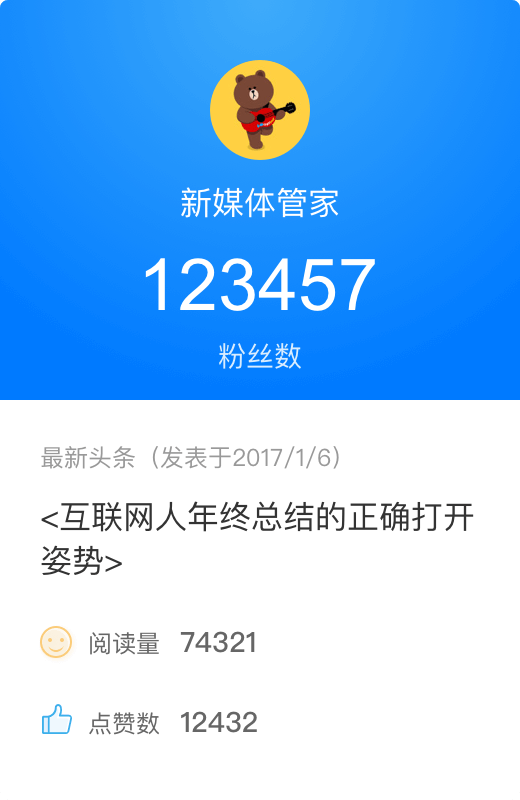 新媒体管家
123457
粉丝数
最新头条（发表于2017/1/6）
<互联网人年终总结的正确打开
姿势>
阅读量 74321
点赞数 12432